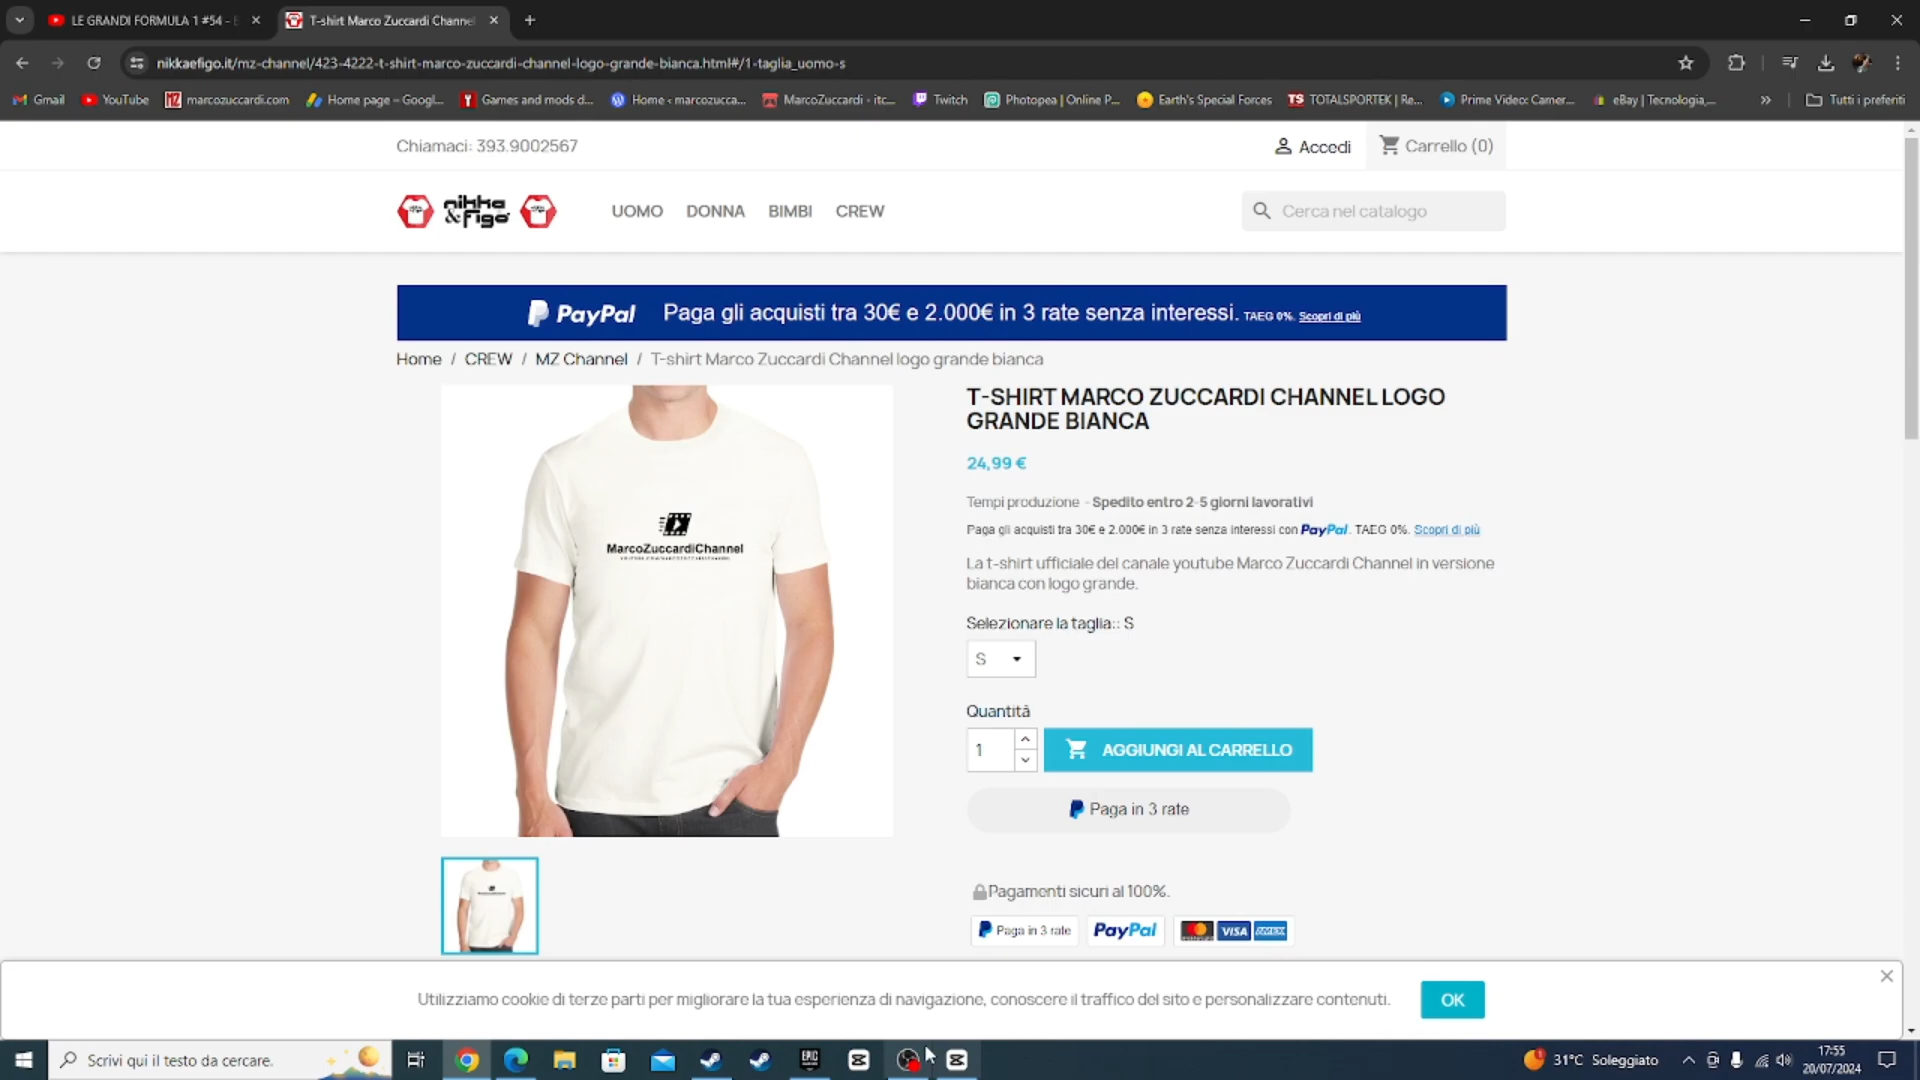 LE GRANDI FORMULA 1 #54 -
T-shirt Marco Zuccardi Channel
nikkaefigo.it/mz-channel/423-4222-t-shirt-marco-zuccardi-channel-logo-grande-bianca.html#/1-taglia_uomo-s
Gmail YouTube marcozuccardi.com Home page – Googl... Games and mods d... Home ‹ marcozucca... MarcoZuccardi - itc... Twitch Photopea | Online P... Earth's Special Forces TOTALSPORTEK | Re... Prime Video: Camer... eBay | Tecnologia,... » Tutti i preferiti
Chiamaci: 393.9002567
Accedi
Carrello (0)
nikka
&figo
UOMO DONNA BIMBI CREW
Cerca nel catalogo
PayPal Paga gli acquisti tra 30€ e 2.000€ in 3 rate senza interessi. TAEG 0%. Scopri di più
Home / CREW / MZ Channel / T-shirt Marco Zuccardi Channel logo grande bianca
MarcoZuccardiChannel
T-SHIRT MARCO ZUCCARDI CHANNEL LOGO
GRANDE BIANCA
24,99 €
Tempi produzione - Spedito entro 2-5 giorni lavorativi
Paga gli acquisti tra 30€ e 2.000€ in 3 rate senza interessi con PayPal. TAEG 0%. Scopri di più
La t-shirt ufficiale del canale youtube Marco Zuccardi Channel in versione
bianca con logo grande.
Selezionare la taglia:: S
S
Quantità
1
AGGIUNGI AL CARRELLO
Paga in 3 rate
Pagamenti sicuri al 100%.
Paga in 3 rate PayPal VISA AMEX
Utilizziamo cookie di terze parti per migliorare la tua esperienza di navigazione, conoscere il traffico del sito e personalizzare contenuti.
OK
Scrivi qui il testo da cercare.
EPIC
31°C Soleggiato
17:55
20/07/2024